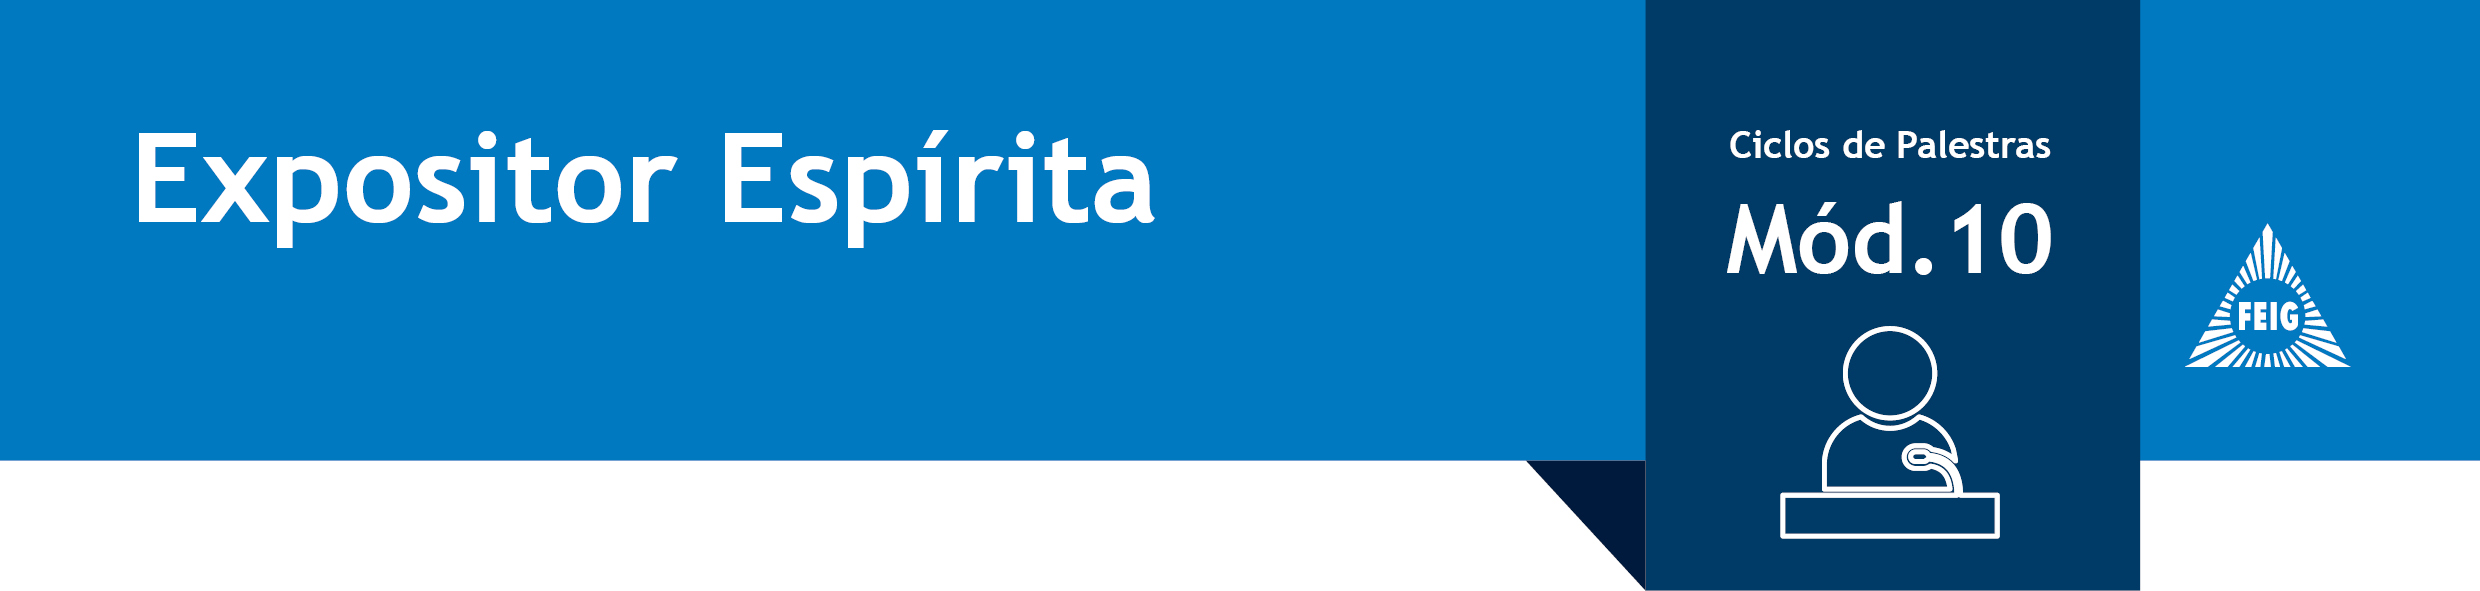 Expositor Espírita
Ciclos de Palestras
Mód.10
FEIG